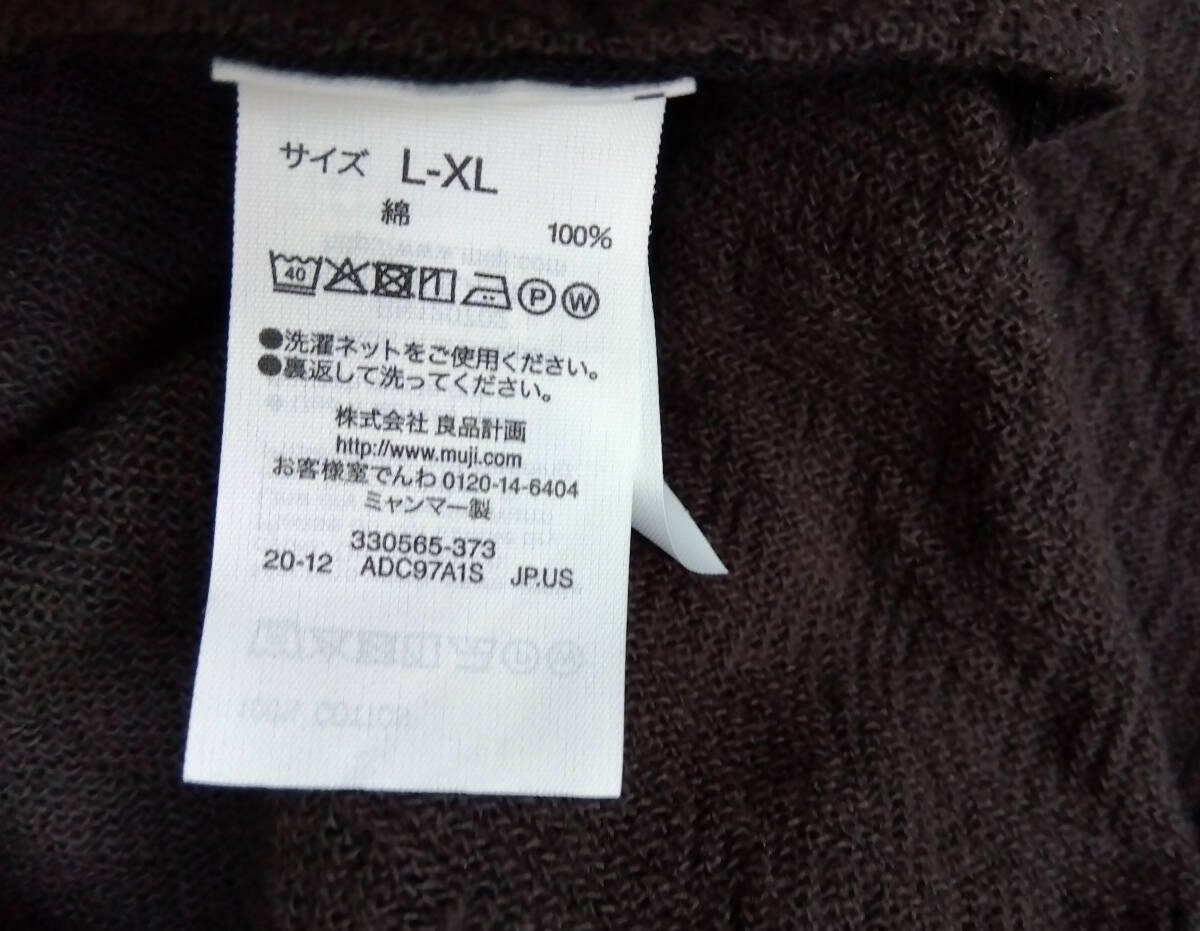 サイズ L-XL
綿
100%
40 P W
●洗濯ネットをご使用ください。
●裏返して洗ってください。
株式会社 良品計画
http://www.muji.com
お客様室でんわ 0120-14-6404
ミャンマー製
330565-373
20-12 ADC97A1S JP.US
100% COTTON